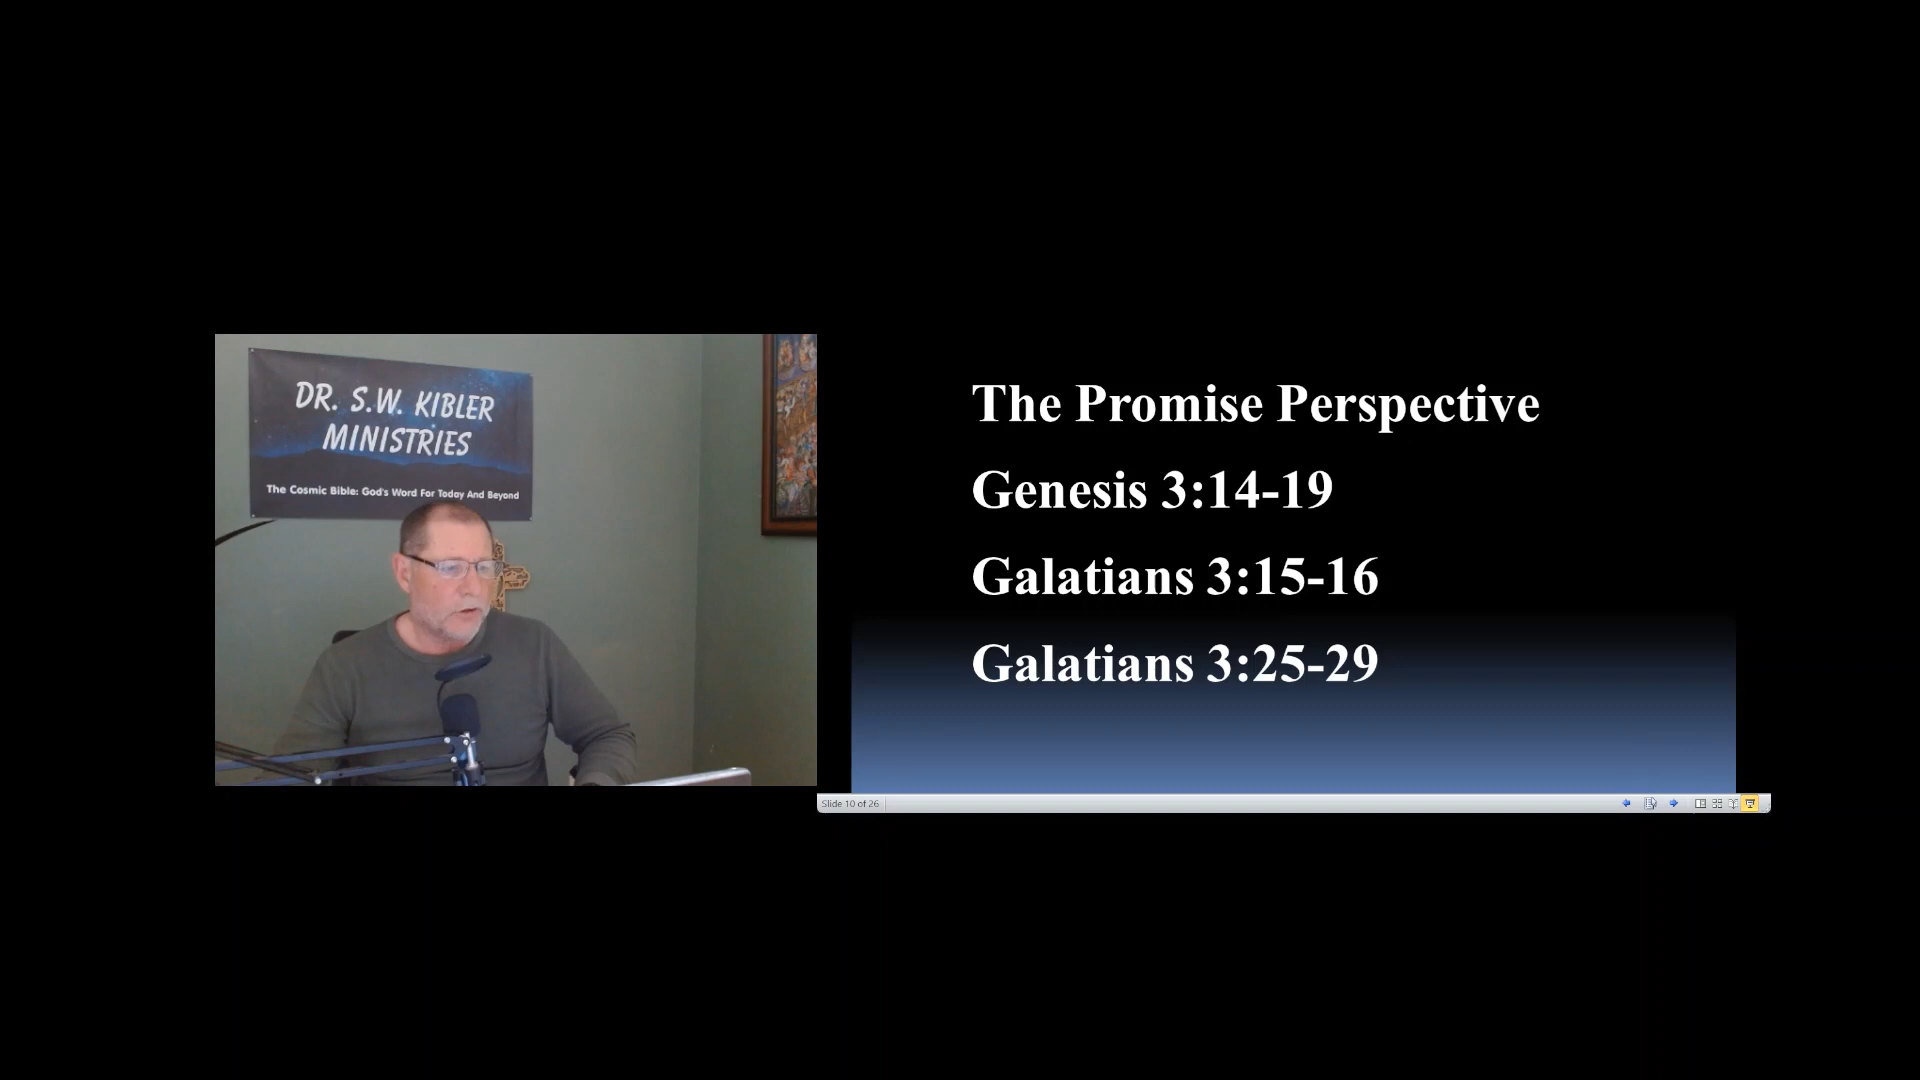 DR. S.W. KIBLER
MINISTRIES
The Cosmic Bible: God's Word For Today And Beyond
The Promise Perspective
Genesis 3:14-19
Galatians 3:15-16
Galatians 3:25-29
Slide 10 of 26